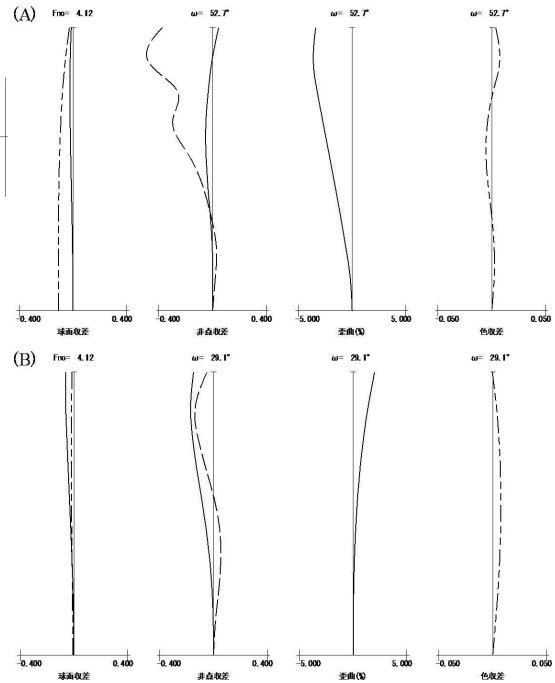 (A) Fno= 4.12 ω= 52.7° ω= 52.7° ω= 52.7°
-0.400 0.400 -0.400 0.400 -5.000 5.000 -0.050 0.050
球面収差 非点収差 歪曲(%) 色収差
(B) Fno= 4.12 ω= 29.1° ω= 29.1° ω= 29.1°
-0.400 0.400 -0.400 0.400 -5.000 5.000 -0.050 0.050
球面収差 非点収差 歪曲(%) 色収差